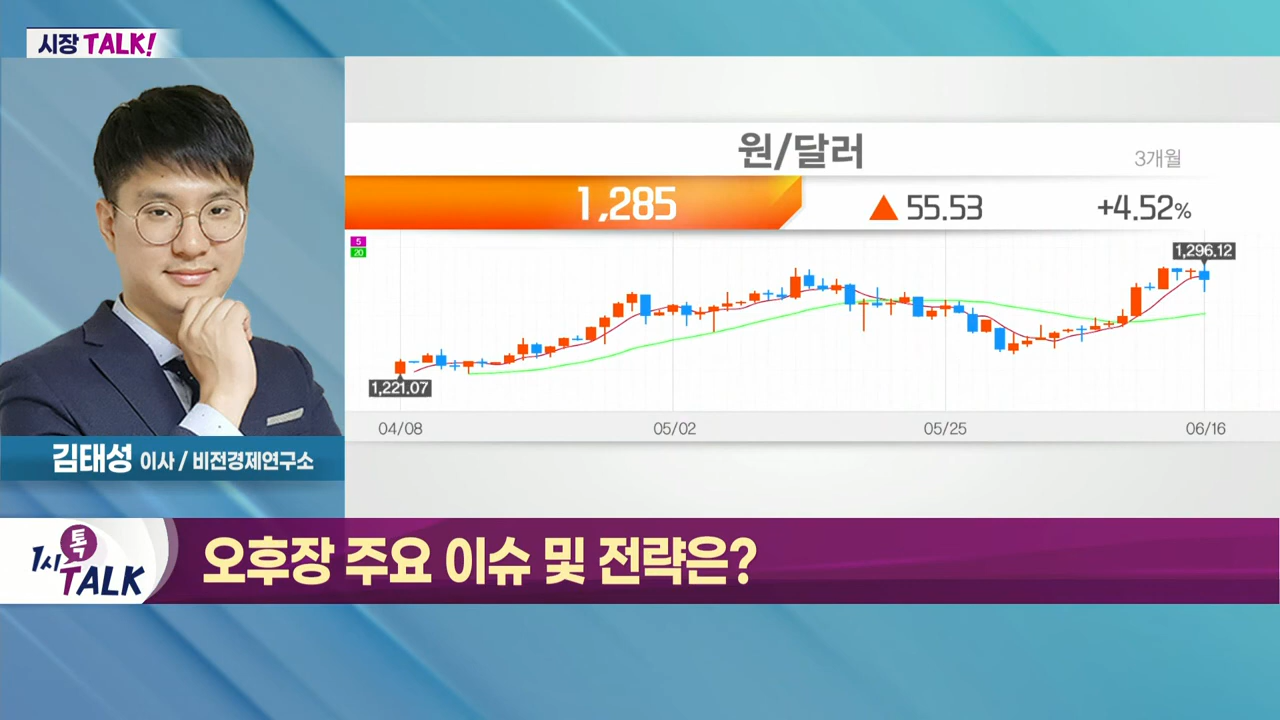 시장 TALK!
원/달러
3개월
1,285
▲ 55.53
+4.52%
5
20
1,296.12
1,221.07
04/08
05/02
05/25
06/16
김태성 이사 / 비전경제연구소
1시 톡 TALK
오후장 주요 이슈 및 전략은?